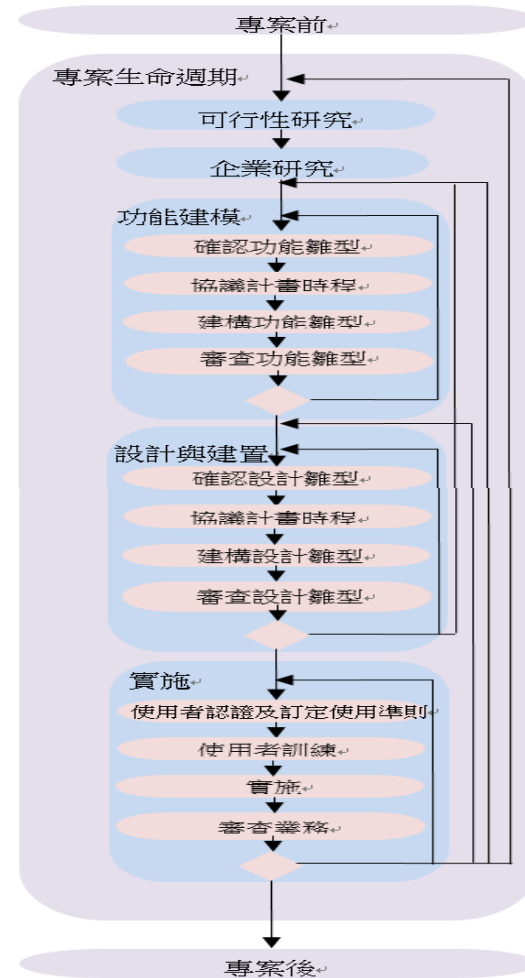 專案前
專案生命週期
可行性研究
企業研究
功能建模
確認功能雛型
協議計畫時程
建構功能雛型
審查功能雛型
設計與建置
確認設計雛型
協議計畫時程
建構設計雛型
審查設計雛型
實施
使用者認證及訂定使用準則
使用者訓練
實施
審查業務
專案後